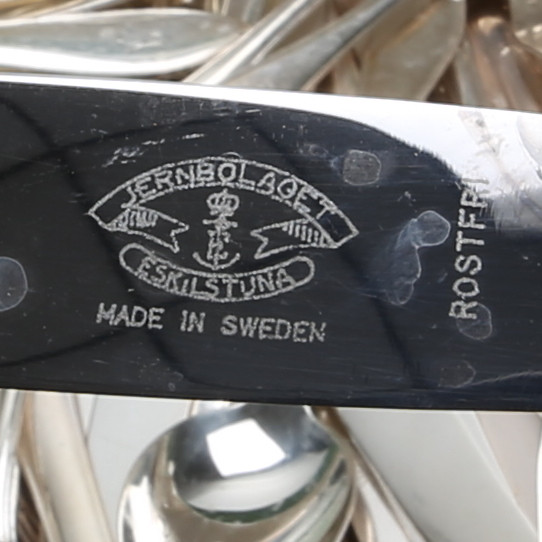 JERNBOLAGET
ESKILSTUNA
MADE IN SWEDEN
ROSTFRI